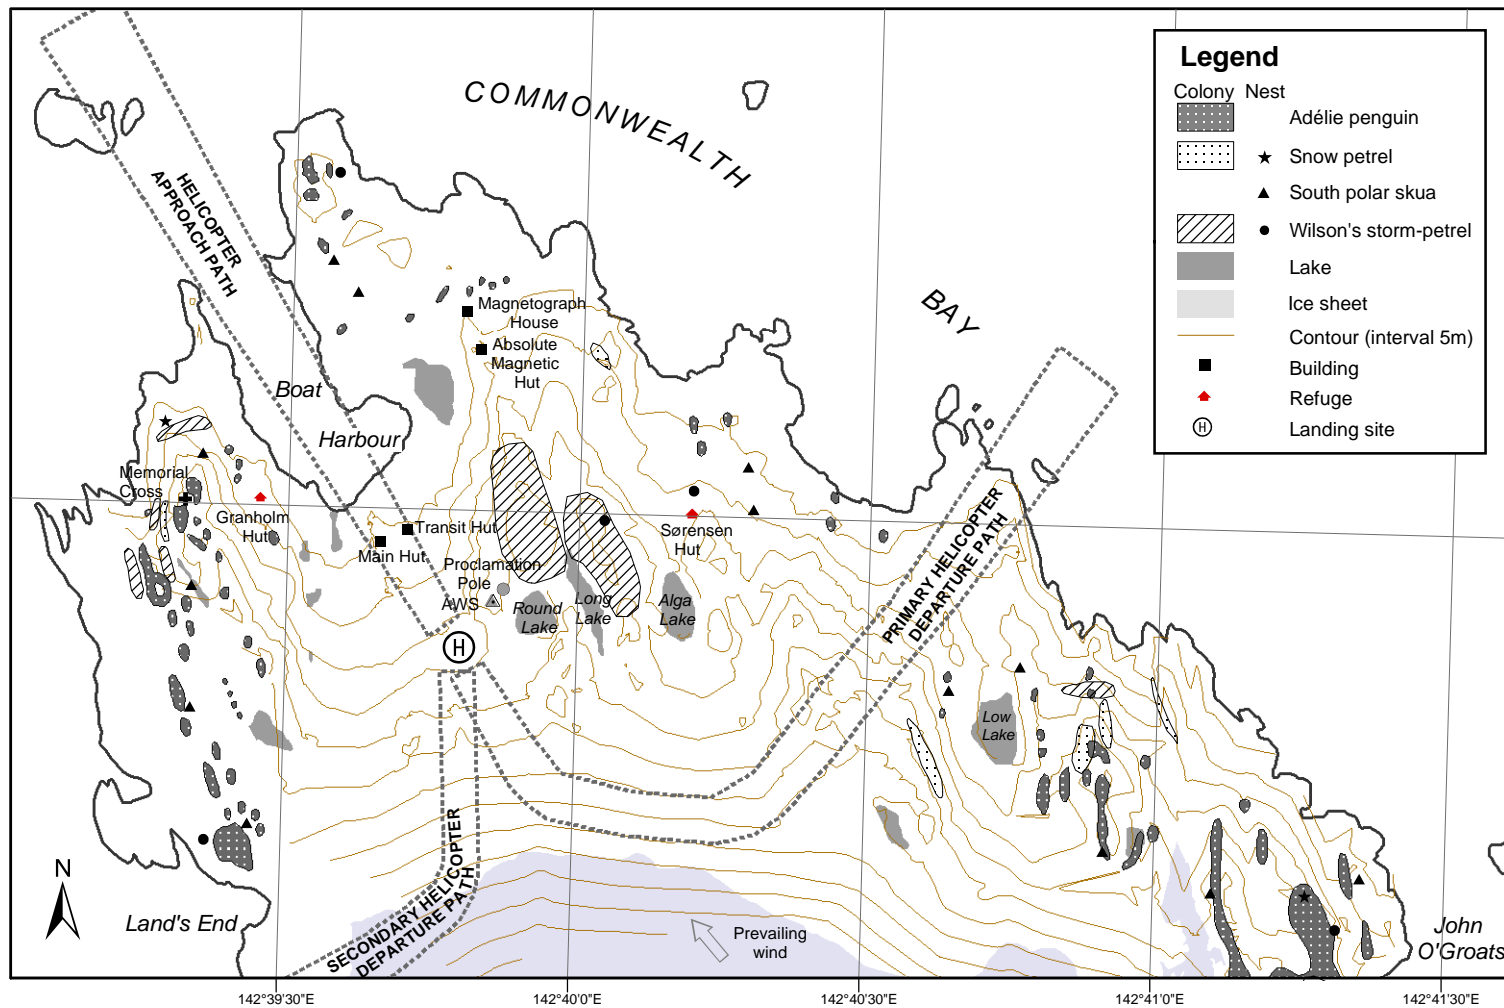 COMMONWEALTH
BAY
Legend
Colony Nest
Adélie penguin
Snow petrel
South polar skua
Wilson's storm-petrel
Lake
Ice sheet
Contour (interval 5m)
Building
Refuge
H Landing site
HELICOPTER
APPROACH PATH
Magnetograph
House
Absolute
Magnetic
Hut
Boat
Harbour
Memorial
Cross
Granholm
Hut
Transit Hut
Main Hut
Proclamation
Pole
AWS
Round
Lake
Long
Lake
Alga
Lake
Sørensen
Hut
H
PRIMARY HELICOPTER
DEPARTURE PATH
Low
Lake
SECONDARY HELICOPTER
DEPARTURE PATH
N
Land's End
Prevailing
wind
John
O'Groats
142°39'30"E
142°40'0"E
142°40'30"E
142°41'0"E
142°41'30"E